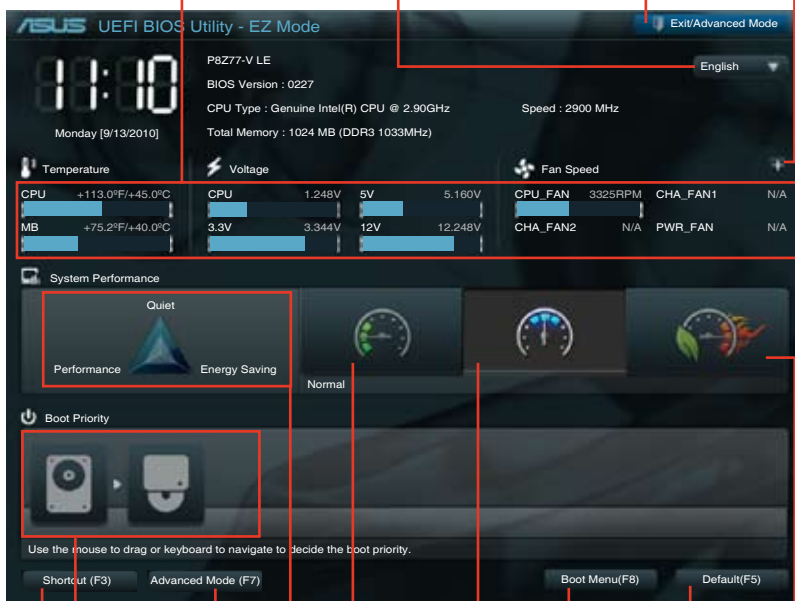 ASUS UEFI BIOS Utility - EZ Mode
Exit/Advanced Mode
11:10
Monday [9/13/2010]
P8Z77-V LE
BIOS Version : 0227
CPU Type : Genuine Intel(R) CPU @ 2.90GHz Speed : 2900 MHz
Total Memory : 1024 MB (DDR3 1033MHz)
English
Temperature
Voltage
Fan Speed
CPU +113.0ºF/+45.0ºC
CPU 1.248V 5V 5.160V
CPU_FAN 3325RPM CHA_FAN1 N/A
MB +75.2ºF/+40.0ºC
3.3V 3.344V 12V 12.248V
CHA_FAN2 N/A PWR_FAN N/A
System Performance
Quiet
Performance Energy Saving
Normal
Boot Priority
Use the mouse to drag or keyboard to navigate to decide the boot priority.
Shortcut (F3) Advanced Mode (F7) Boot Menu(F8) Default(F5)